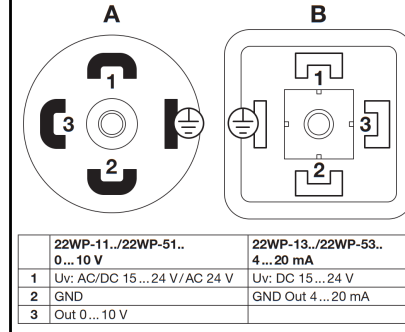 A B
1 1
3 3
2 2
22WP-11../22WP-51.. 22WP-13../22WP-53..
0...10 V 4...20 mA
1 Uv: AC/DC 15...24 V/AC 24 V Uv: DC 15...24 V
2 GND GND Out 4...20 mA
3 Out 0...10 V